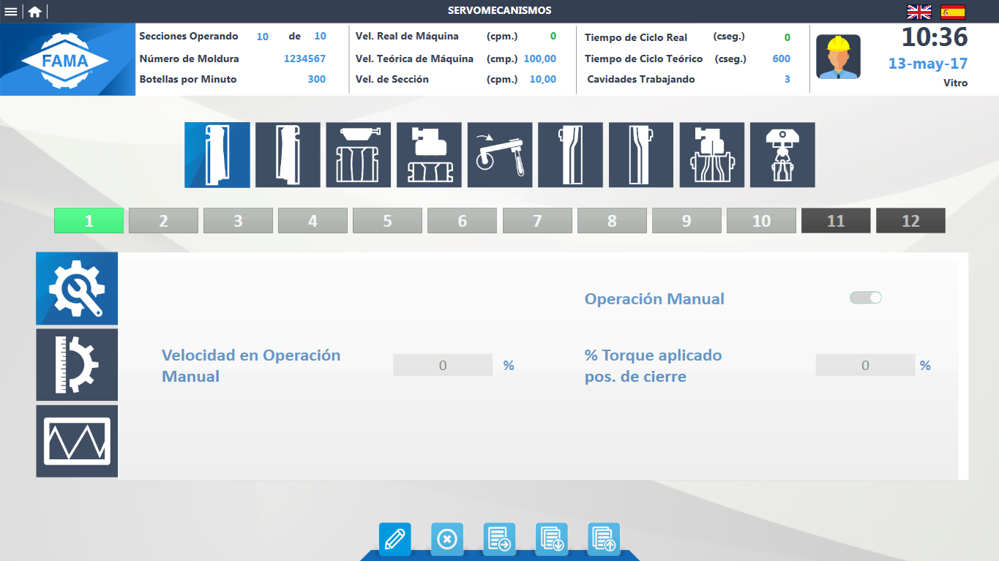 SERVOMECANISMOS
FAMA
Secciones Operando 10 de 10
Número de Moldura 1234567
Botellas por Minuto 300
Vel. Real de Máquina (cpm.) 0
Vel. Teórica de Máquina (cmp.) 100,00
Vel. de Sección (cpm.) 10,00
Tiempo de Ciclo Real (cseg.) 0
Tiempo de Ciclo Teórico (cseg.) 600
Cavidades Trabajando 3
10:36
13-may-17
Vitro
1 2 3 4 5 6 7 8 9 10 11 12
Operación Manual
Velocidad en Operación
Manual
0 %
% Torque aplicado
pos. de cierre
0 %